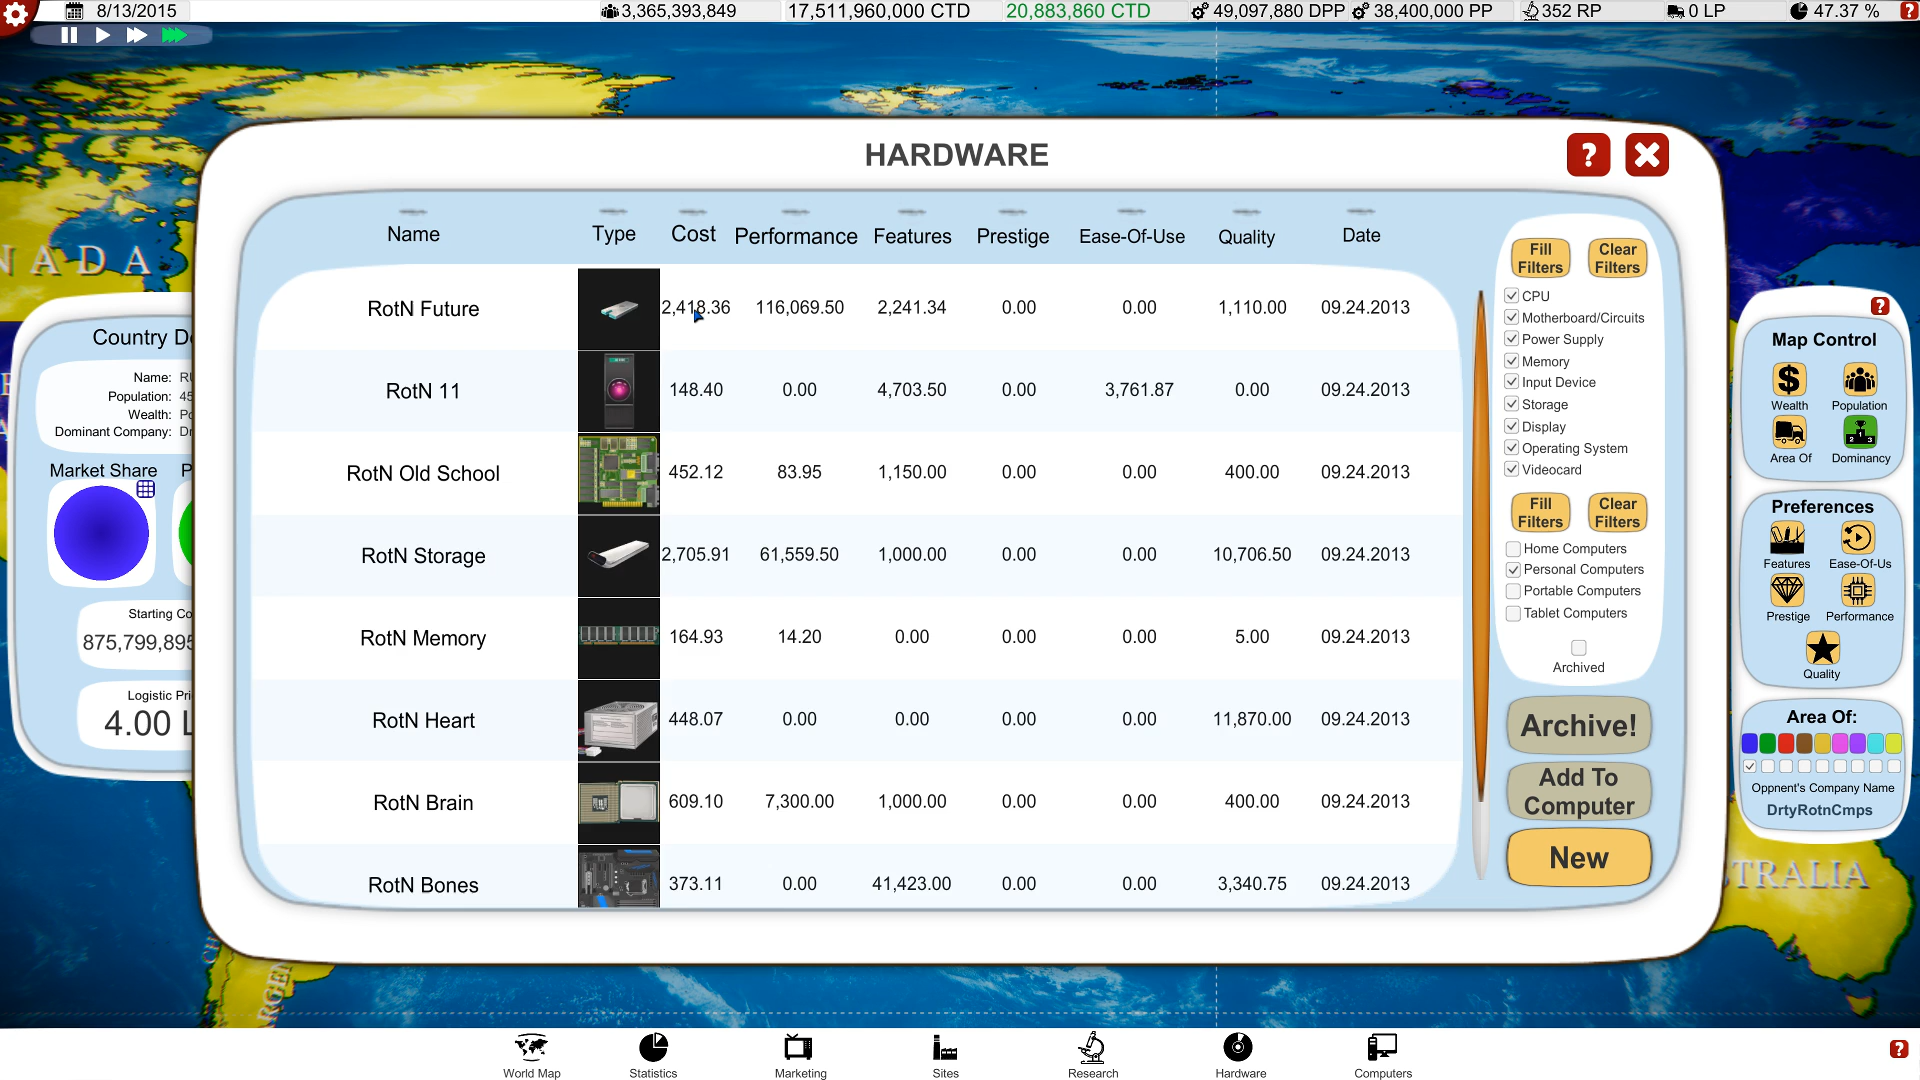 8/13/2015
3,365,393,849
17,511,960,000 CTD
20,883,860 CTD
49,097,880 DPP
38,400,000 PP
352 RP
0 LP
47.37 %
?
NADA
HARDWARE
?
Name
Type
Cost
Performance
Features
Prestige
Ease-Of-Use
Quality
Date
RotN Future
2,418.36
116,069.50
2,241.34
0.00
0.00
1,110.00
09.24.2013
RotN 11
148.40
0.00
4,703.50
0.00
3,761.87
0.00
09.24.2013
RotN Old School
452.12
83.95
1,150.00
0.00
0.00
400.00
09.24.2013
RotN Storage
2,705.91
61,559.50
1,000.00
0.00
0.00
10,706.50
09.24.2013
RotN Memory
164.93
14.20
0.00
0.00
0.00
5.00
09.24.2013
RotN Heart
448.07
0.00
0.00
0.00
0.00
11,870.00
09.24.2013
RotN Brain
609.10
7,300.00
1,000.00
0.00
0.00
400.00
09.24.2013
RotN Bones
373.11
0.00
41,423.00
0.00
0.00
3,340.75
09.24.2013
Fill
Filters
Clear
Filters
CPU
Motherboard/Circuits
Power Supply
Memory
Input Device
Storage
Display
Operating System
Videocard
Fill
Filters
Clear
Filters
Home Computers
Personal Computers
Portable Computers
Tablet Computers
Archived
Archive!
Add To
Computer
New
Country De
Name: RU
Population: 45
Wealth: Po
Dominant Company: Dr
Market Share
P
Starting Co
875,799,895
Logistic Pri
4.00 L
?
Map Control
Wealth
Population
Area Of
Dominancy
Preferences
Features
Ease-Of-Us
Prestige
Performance
Quality
Area Of:
Oppnent's Company Name
DrtyRotnCmps
TRALIA
CH
ARGEN
World Map
Statistics
Marketing
Sites
Research
Hardware
Computers
?